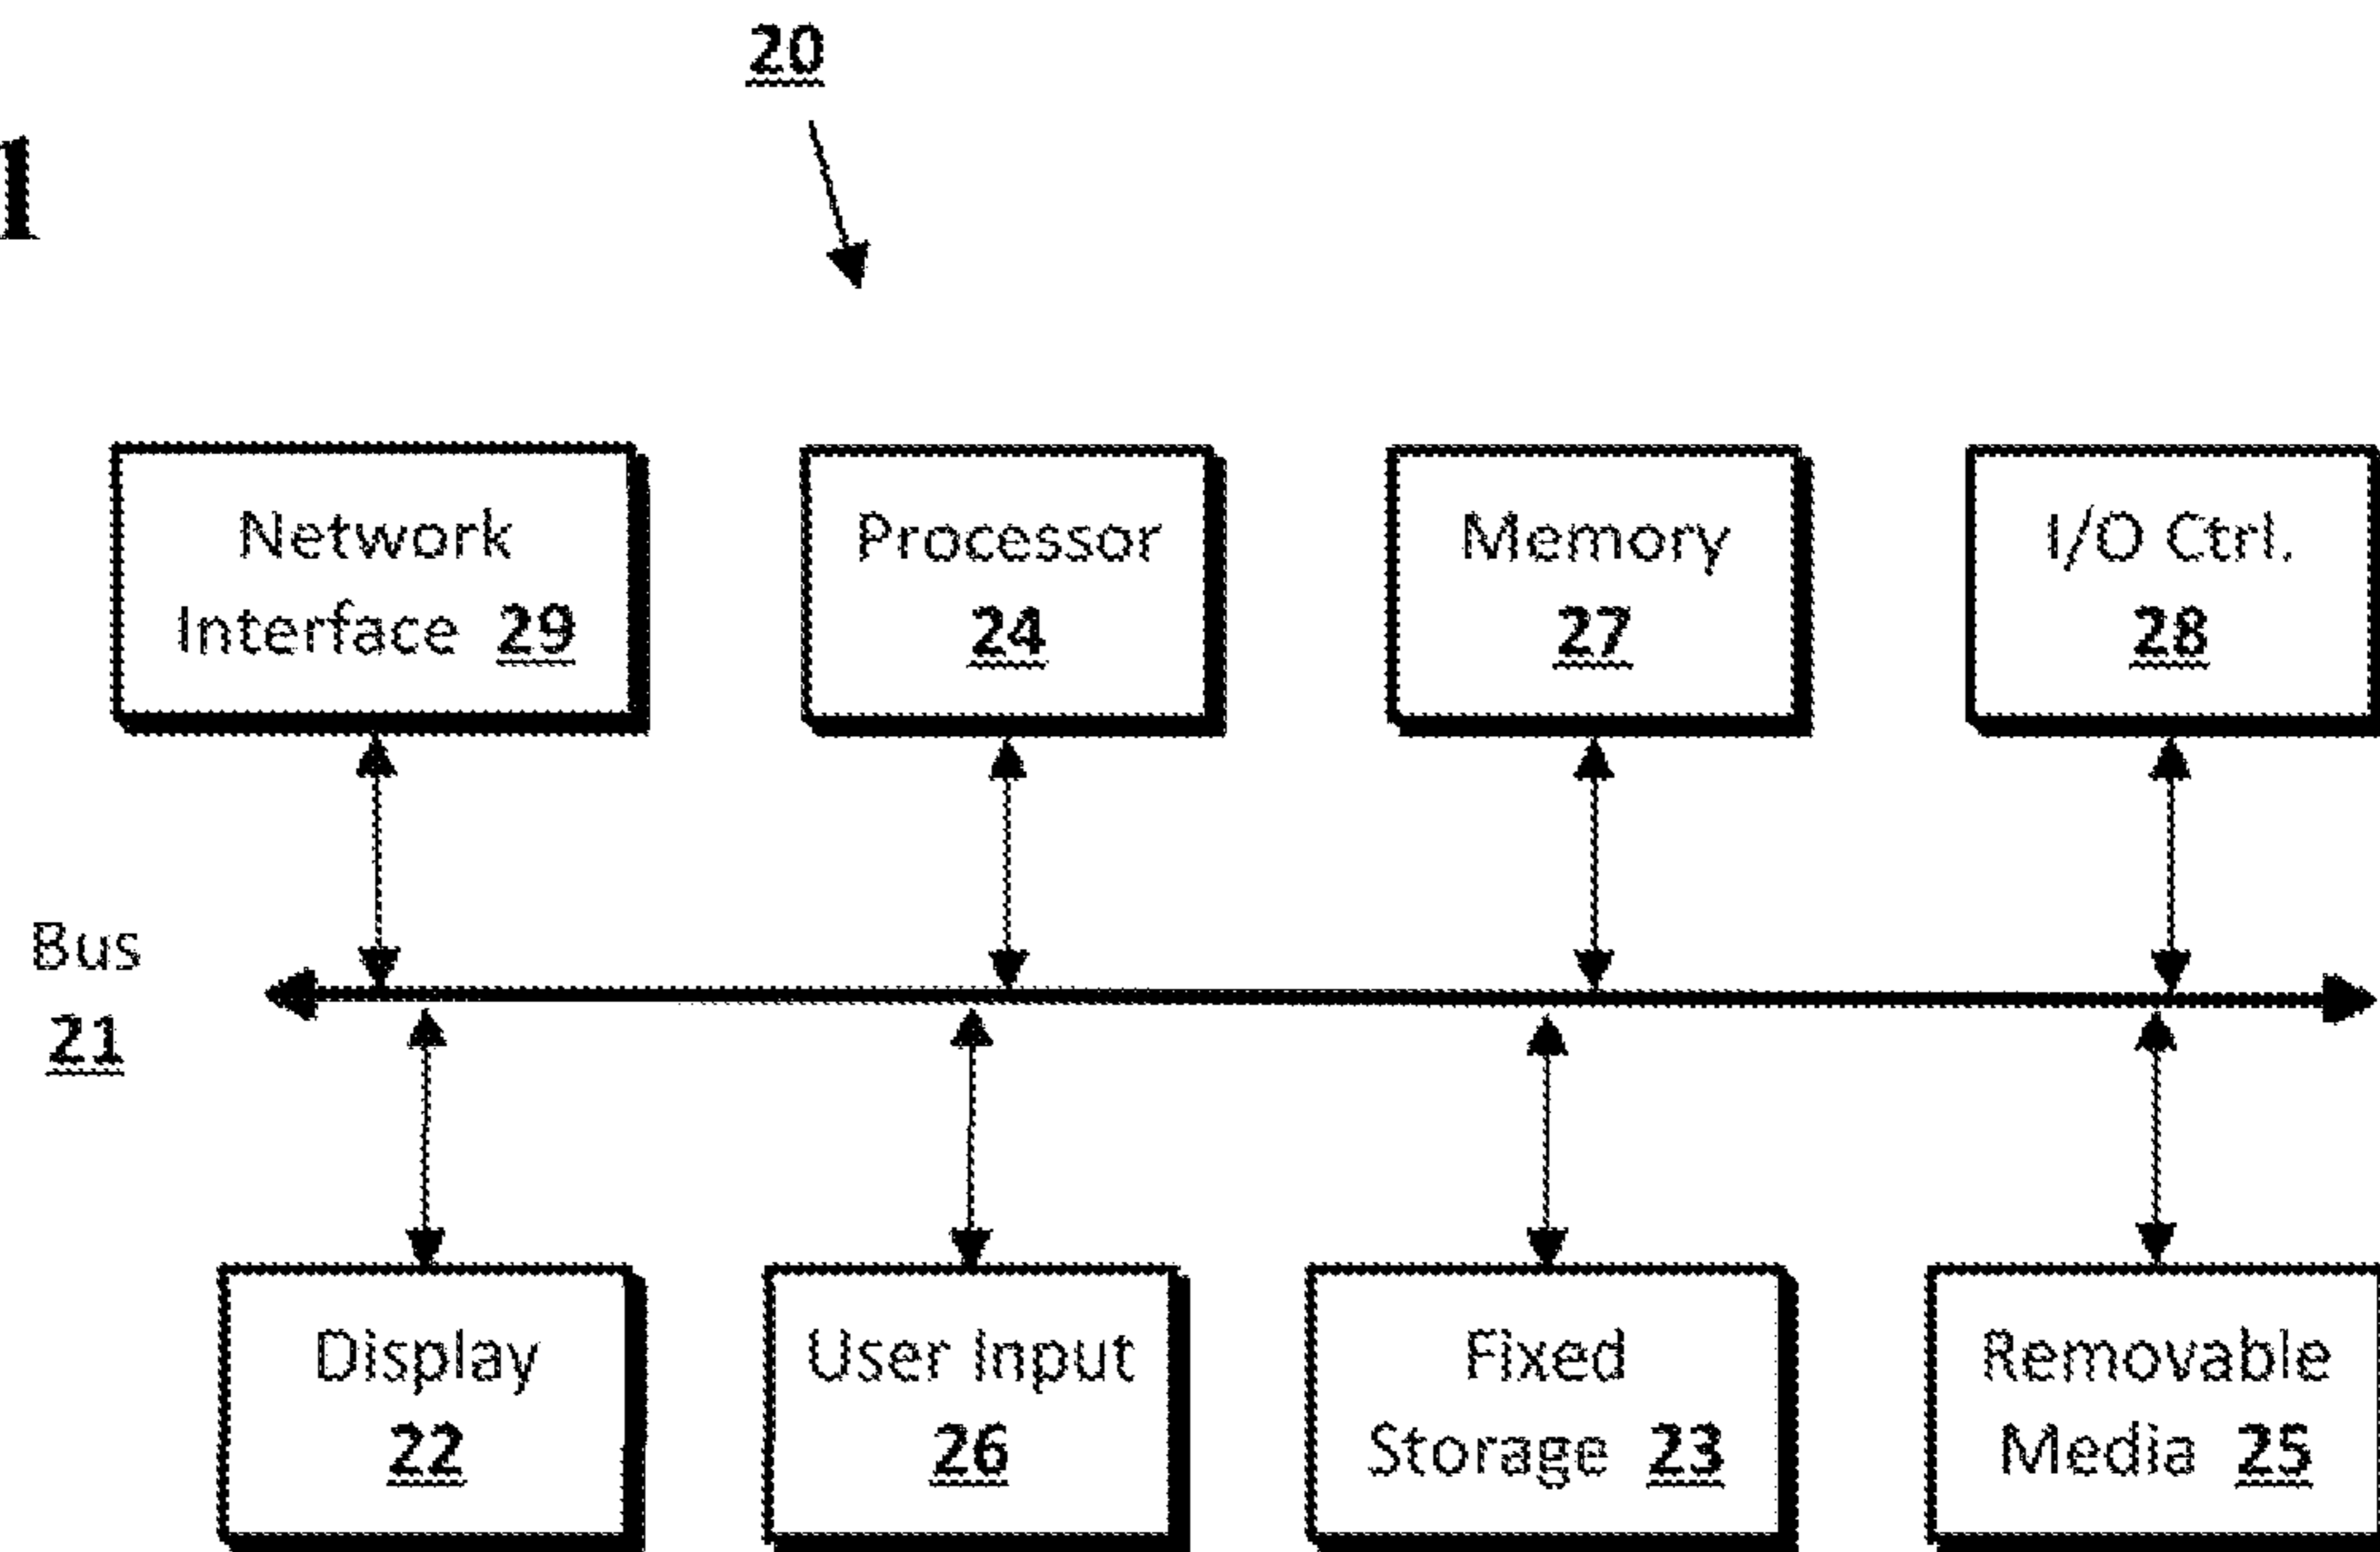 20
1
Network
Interface 29
Processor
24
Memory
27
I/O Ctrl.
28
Bus
21
Display
22
User Input
26
Fixed
Storage 23
Removable
Media 25